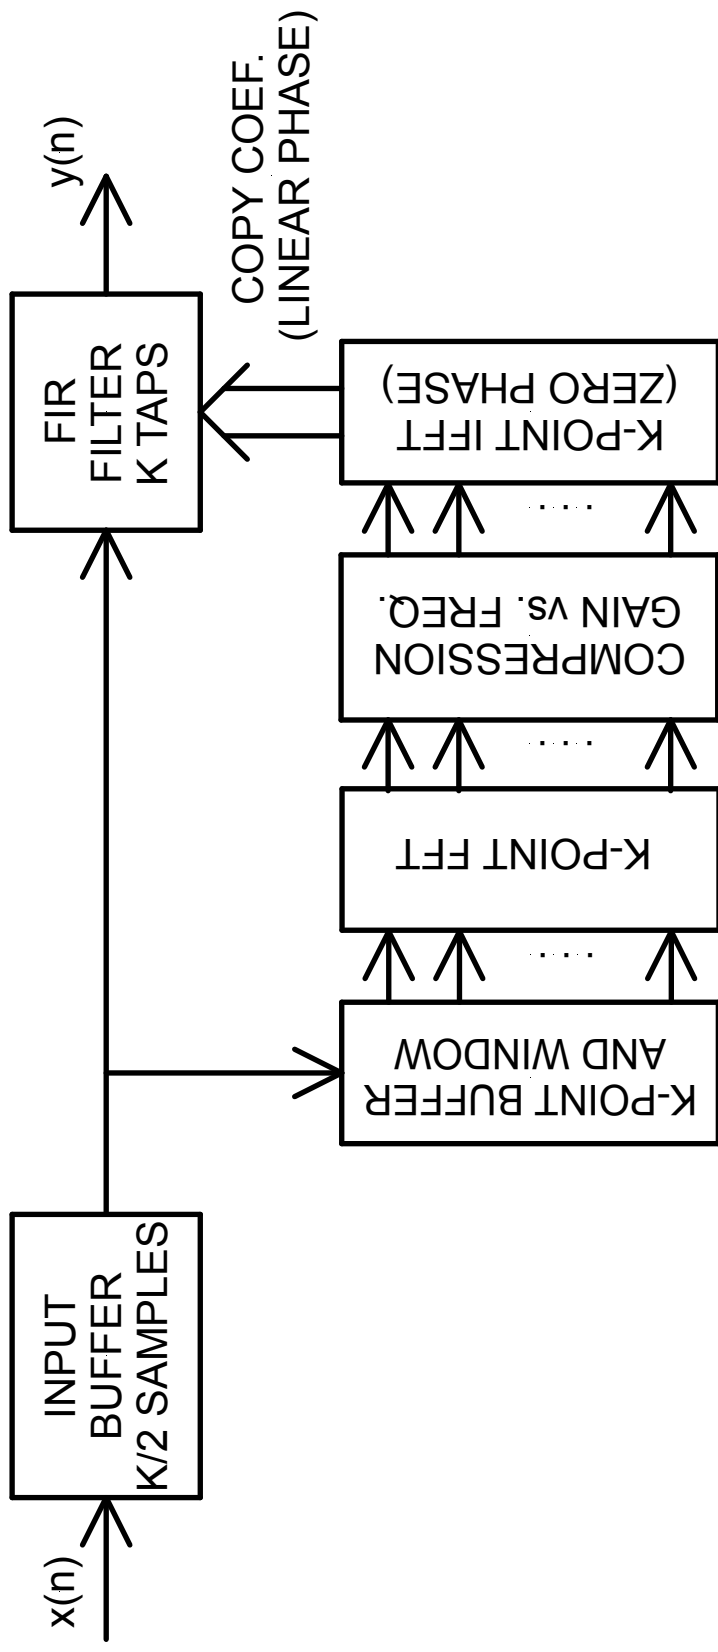 x(n)
INPUT
BUFFER
K/2 SAMPLES
FIR
FILTER
K TAPS
y(n)
COPY COEF.
(LINEAR PHASE)
K-POINT BUFFER
AND WINDOW
. . . .
K-POINT FFT
. . . .
COMPRESSION
GAIN vs. FREQ.
. . . .
K-POINT IFFT
(ZERO PHASE)